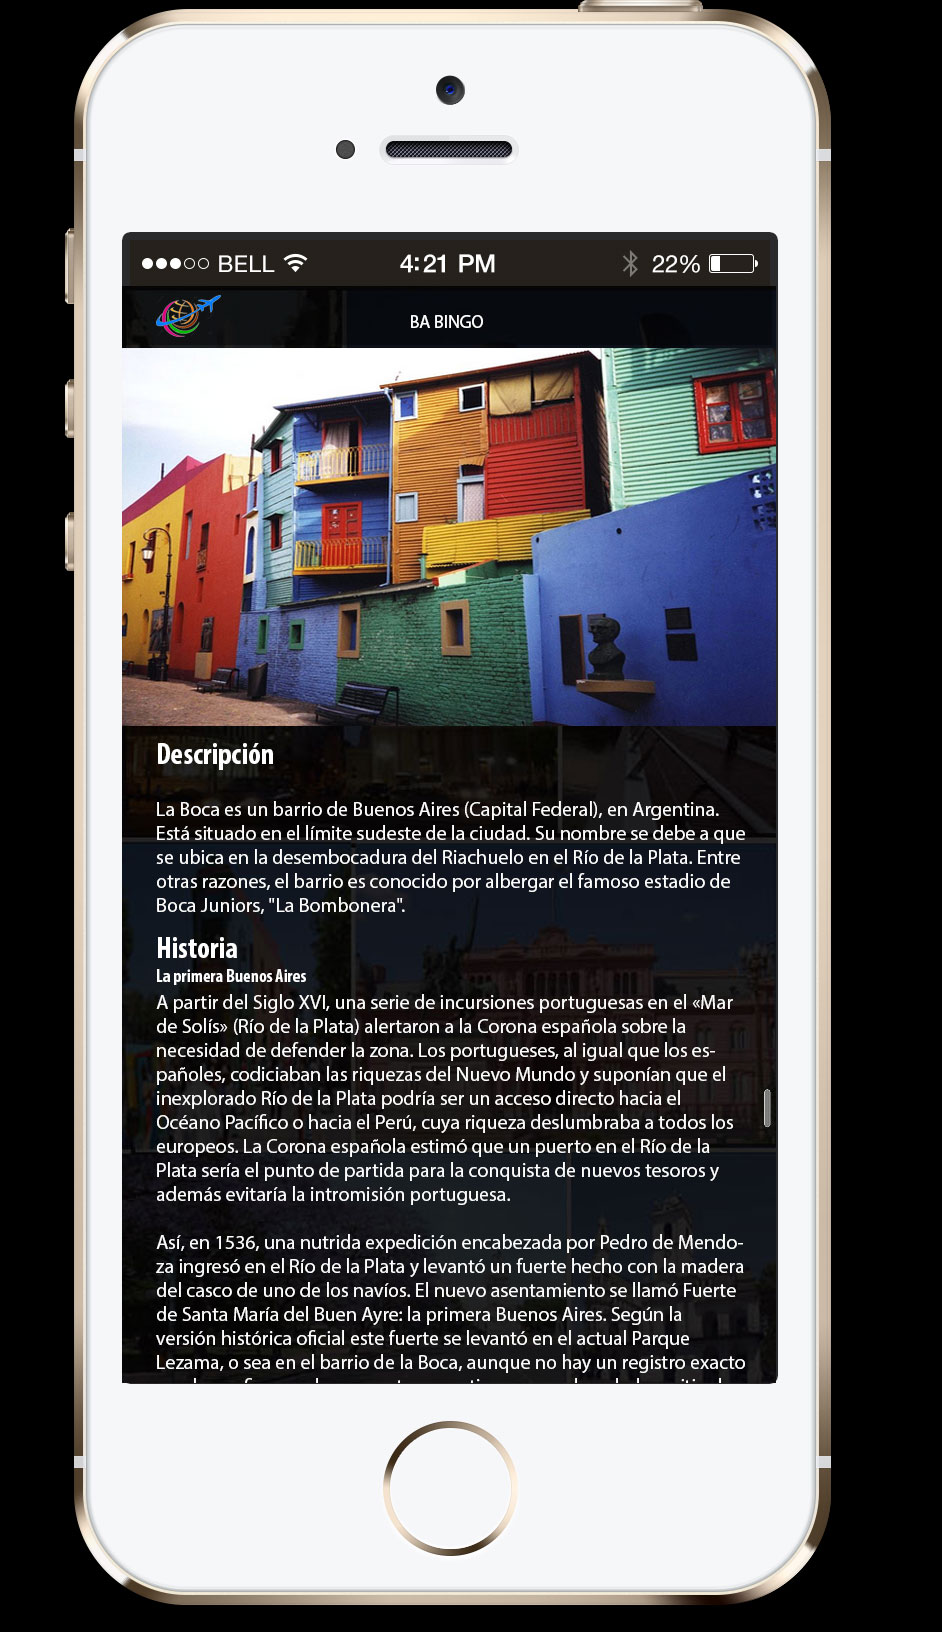 BELL 4:21 PM 22%
BA BINGO
Descripción
La Boca es un barrio de Buenos Aires (Capital Federal), en Argentina.
Está situado en el límite sudeste de la ciudad. Su nombre se debe a que
se ubica en la desembocadura del Riachuelo en el Río de la Plata. Entre
otras razones, el barrio es conocido por albergar el famoso estadio de
Boca Juniors, "La Bombonera".
Historia
La primera Buenos Aires
A partir del Siglo XVI, una serie de incursiones portuguesas en el «Mar
de Solís» (Río de la Plata) alertaron a la Corona española sobre la
necesidad de defender la zona. Los portugueses, al igual que los es-
pañoles, codiciaban las riquezas del Nuevo Mundo y suponían que el
inexplorado Río de la Plata podría ser un acceso directo hacia el
Océano Pacífico o hacia el Perú, cuya riqueza deslumbraba a todos los
europeos. La Corona española estimó que un puerto en el Río de la
Plata sería el punto de partida para la conquista de nuevos tesoros y
además evitaría la intromisión portuguesa.
Así, en 1536, una nutrida expedición encabezada por Pedro de Mendo-
za ingresó en el Río de la Plata y levantó un fuerte hecho con la madera
del casco de uno de los navíos. El nuevo asentamiento se llamó Fuerte
de Santa María del Buen Ayre: la primera Buenos Aires. Según la
versión histórica oficial este fuerte se levantó en el actual Parque
Lezama, o sea en el barrio de la Boca, aunque no hay un registro exacto